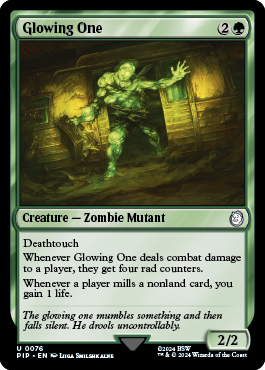 Glowing One 2
Creature — Zombie Mutant
Deathtouch
Whenever Glowing One deals combat damage
to a player, they get four rad counters.
Whenever a player mills a nonland card, you
gain 1 life.
The glowing one mumbles something and then
falls silent. He drools uncontrollably.
2/2
U 0076 ©2024 BSW
PIP • EN LIIGA SMILSHKALNE ™ & © 2024 Wizards of the Coast